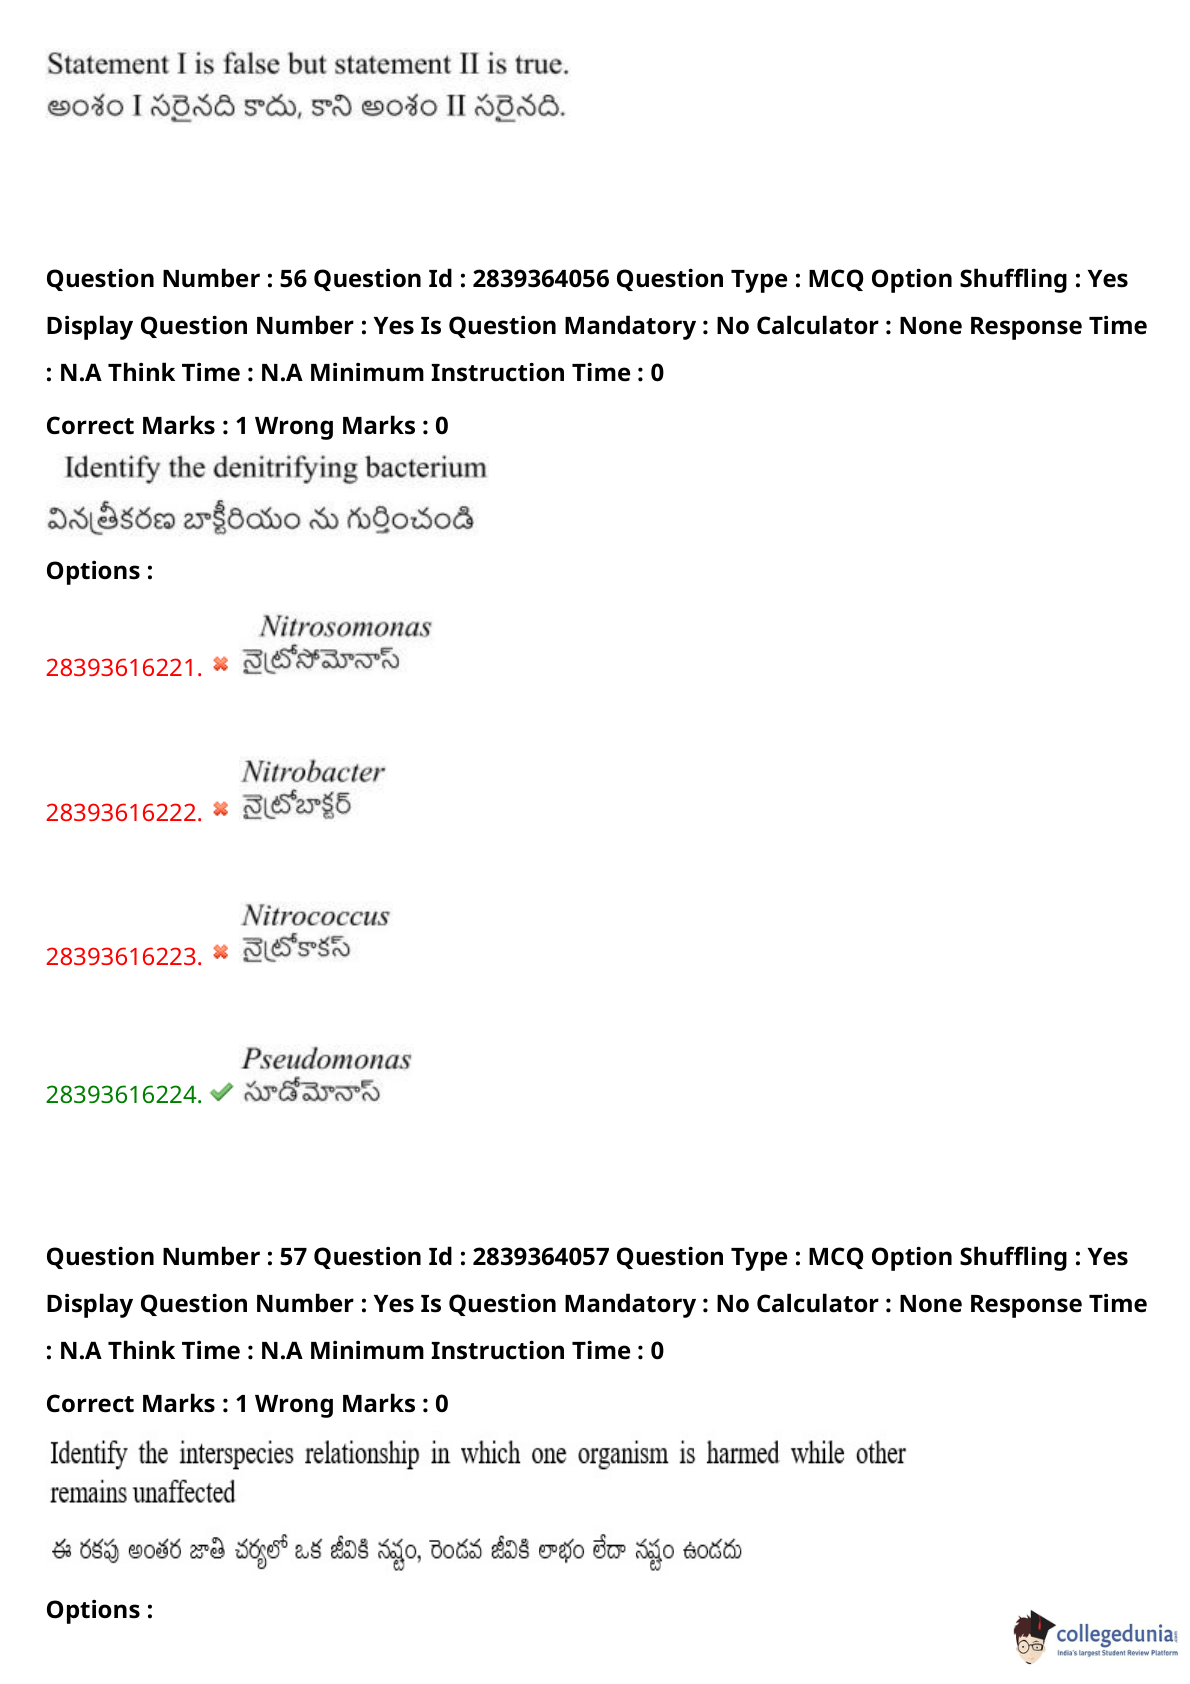 Statement I is false but statement II is true.
అంశం I సరైనది కాదు, కాని అంశం II సరైనది.
Question Number : 56 Question Id : 2839364056 Question Type : MCQ Option Shuffling : Yes
Display Question Number : Yes Is Question Mandatory : No Calculator : None Response Time
: N.A Think Time : N.A Minimum Instruction Time : 0
Correct Marks : 1 Wrong Marks : 0
Identify the denitrifying bacterium
వినత్రీకరణ బాక్టీరియం ను గుర్తించండి
Options :
Nitrosomonas
28393616221. నైట్రోసోమోనాస్
Nitrobacter
28393616222. నైట్రోబాక్టర్
Nitrococcus
28393616223. నైట్రోకాకస్
Pseudomonas
28393616224. సూడోమోనాస్
Question Number : 57 Question Id : 2839364057 Question Type : MCQ Option Shuffling : Yes
Display Question Number : Yes Is Question Mandatory : No Calculator : None Response Time
: N.A Think Time : N.A Minimum Instruction Time : 0
Correct Marks : 1 Wrong Marks : 0
Identify the interspecies relationship in which one organism is harmed while other
remains unaffected
ఈ రకపు అంతర జాతి చర్యలో ఒక జీవికి నష్టం, రెండవ జీవికి లాభం లేదా నష్టం ఉండదు
Options :
collegedunia
India's largest Student Review Platform